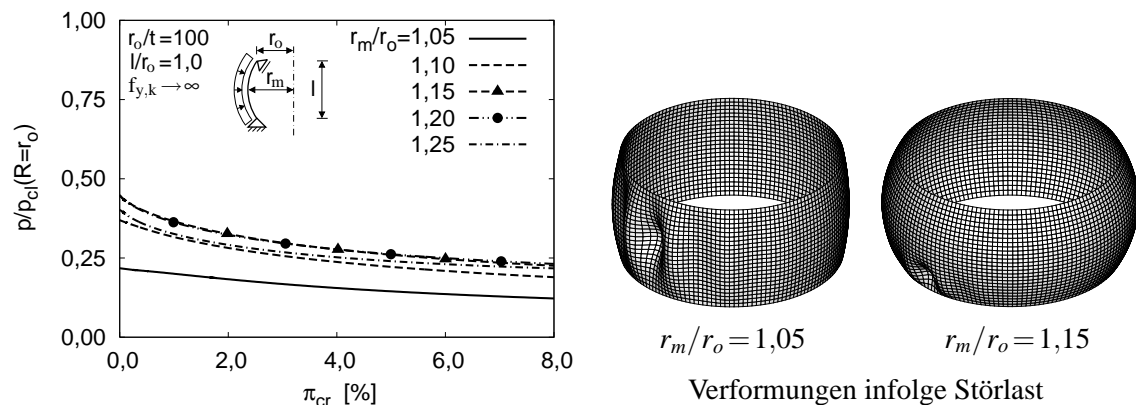 1,00
0,75
0,50
0,25
0,00
p/p_cl(R=r_o)
r_o/t=100
l/r_o=1,0
f_y,k→∞
r_o
r_m
l
r_m/r_o=1,05
1,10
1,15
1,20
1,25
0,0 2,0 4,0 6,0 8,0
π_cr [%]
r_m/r_o=1,05
r_m/r_o=1,15
Verformungen infolge Störlast